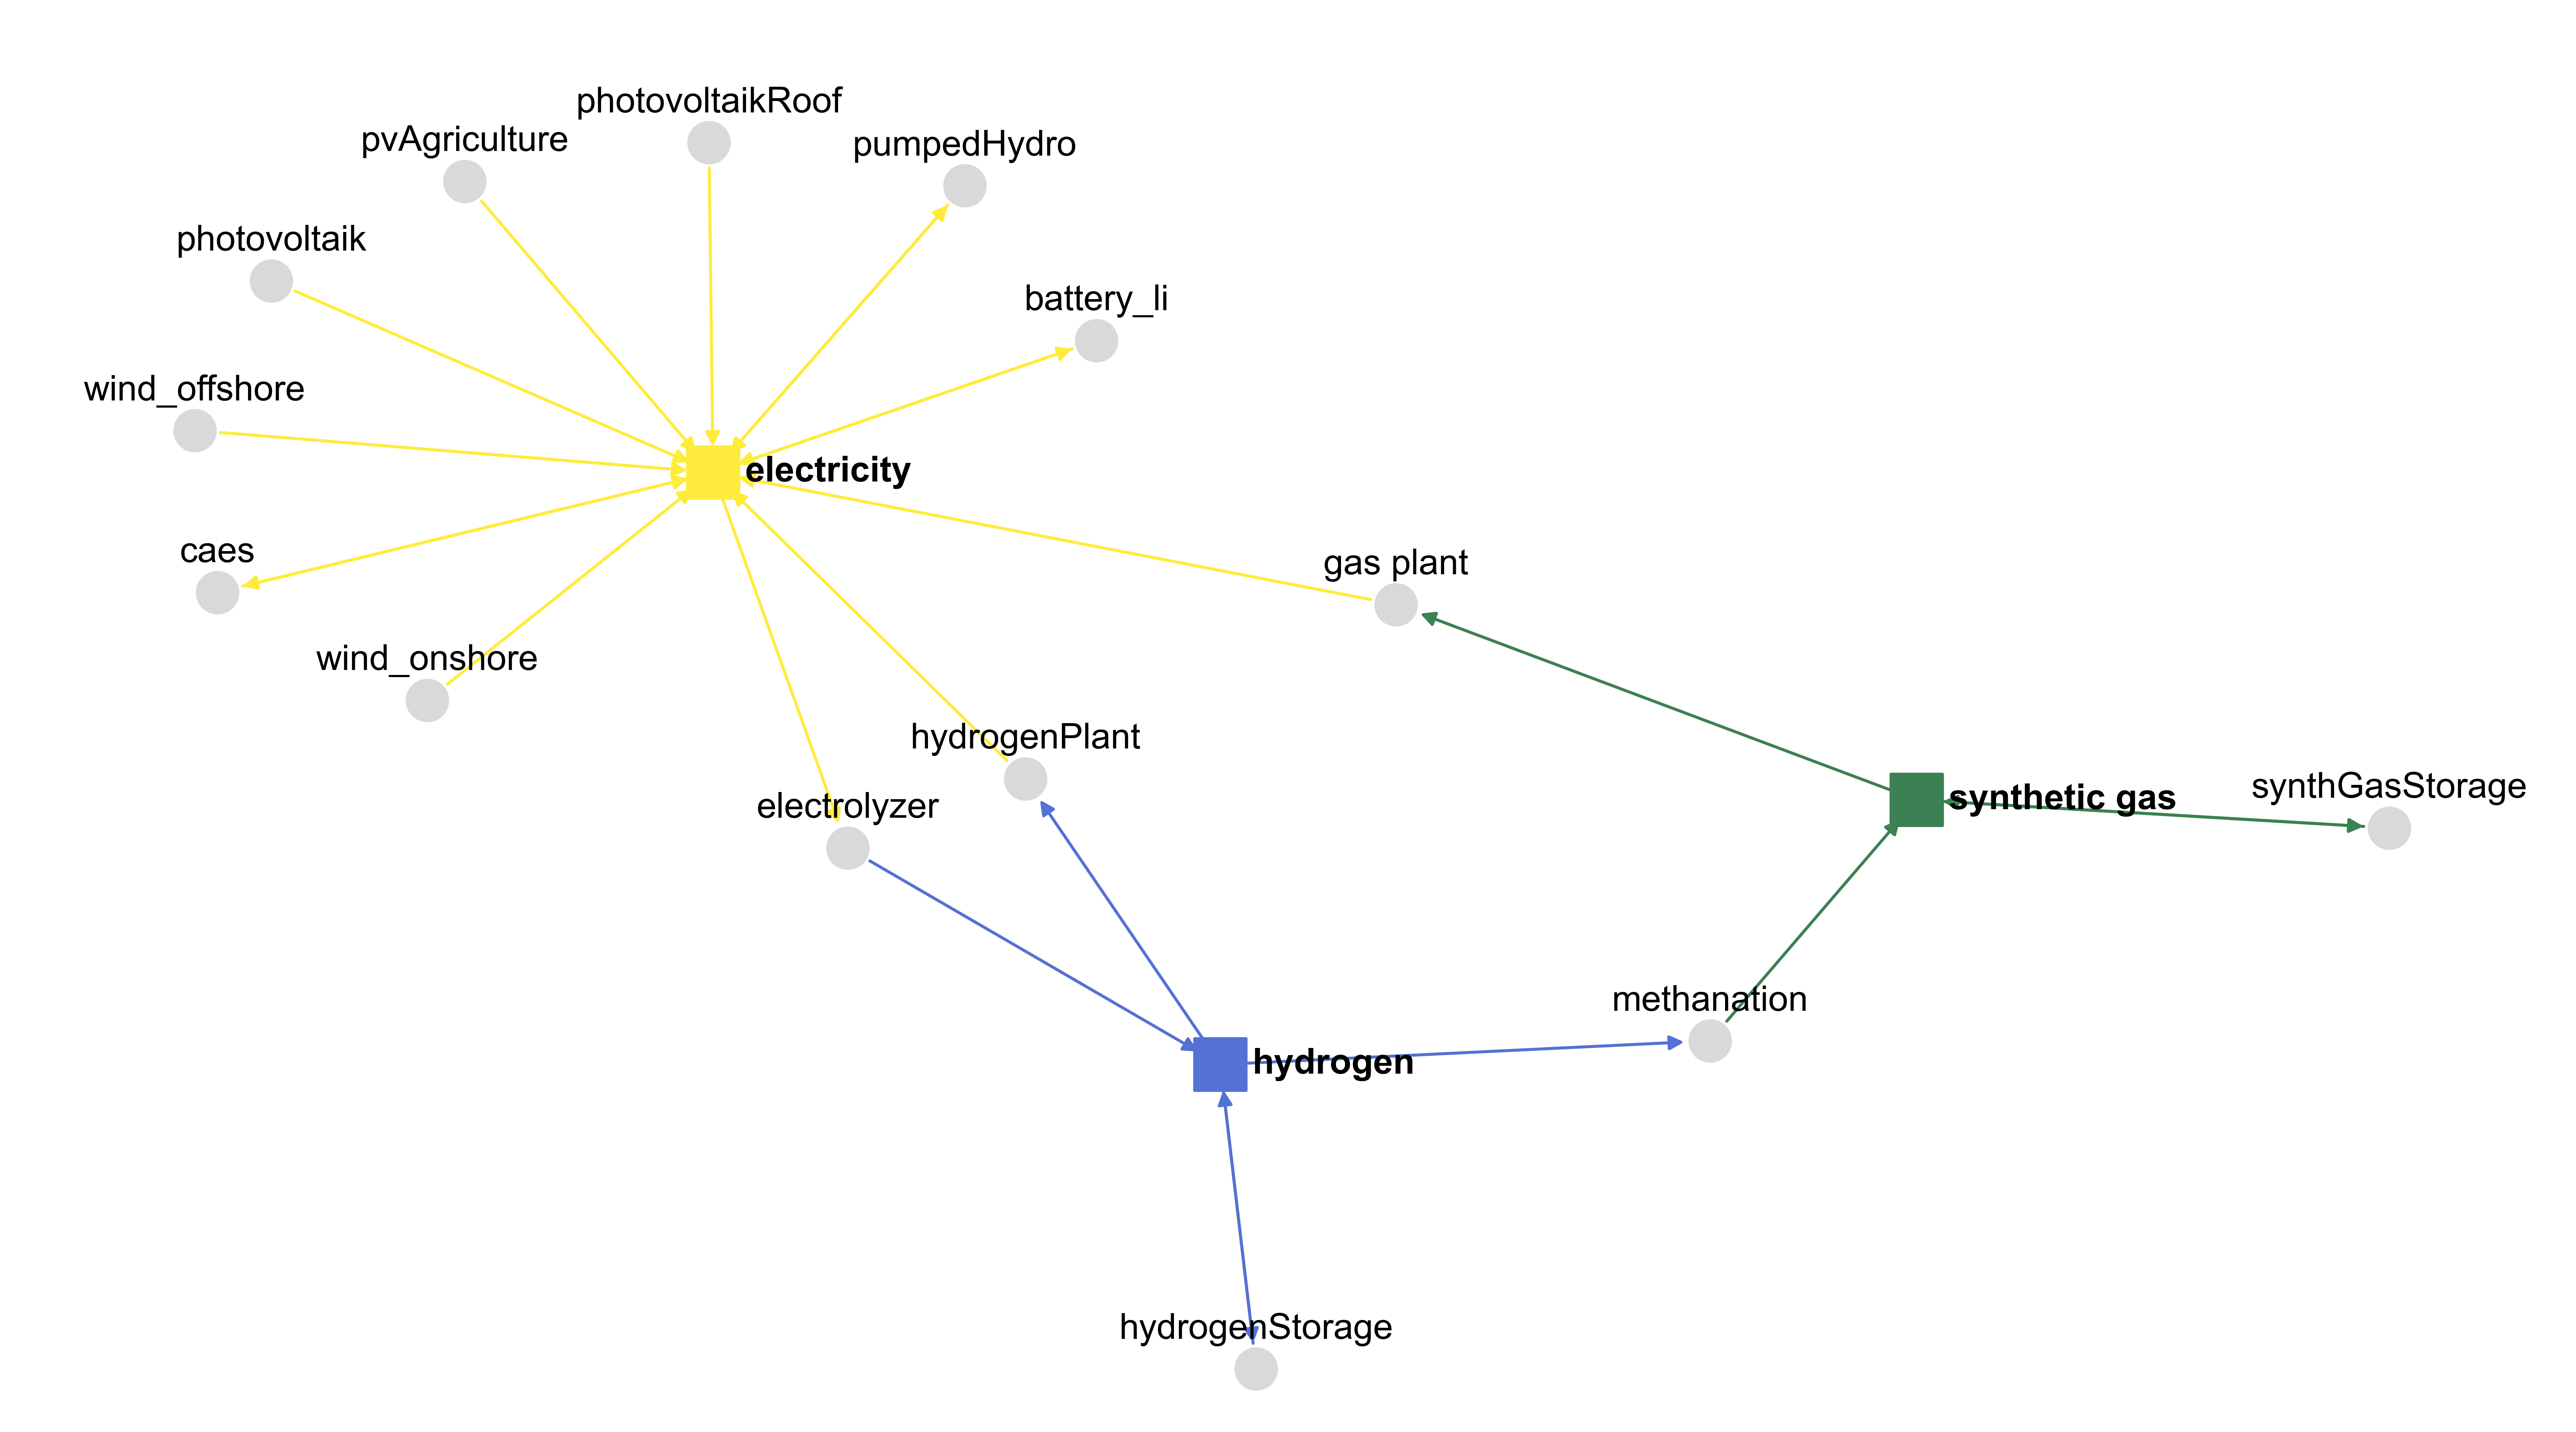 photovoltaikRoof
pvAgriculture
pumpedHydro
photovoltaik
battery_li
wind_offshore
electricity
caes
gas plant
wind_onshore
hydrogenPlant
synthGasStorage
synthetic gas
electrolyzer
methanation
hydrogen
hydrogenStorage